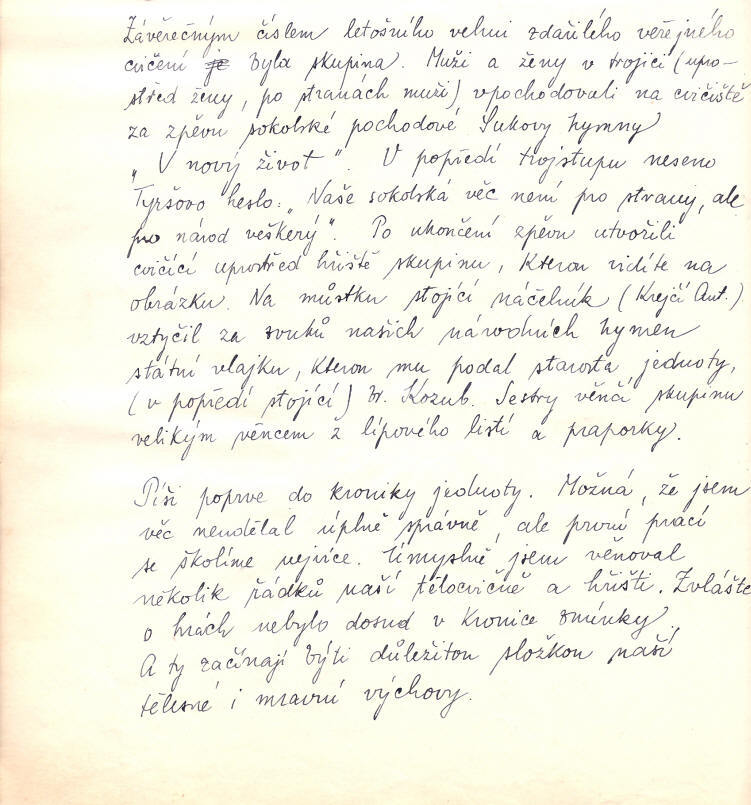 Závěrečným číslem letošního velmi zdařilého veřejného
cvičení je byla skupina. Muži a ženy v trojici (upro-
střed ženy, po stranách muži) vpochodovali na cvičiště
za zpěvu sokolské pochodové Sukovy hymny
„V nový život“. V popředí trojstupu neseno
Tyršovo heslo: „Naše sokolská věc není pro strany, ale
pro národ veškerý“. Po ukončení zpěvu utvořili
cvičící uprostřed hřiště skupinu, kterou vidíte na
obrázku. Na můstku stojící náčelník (Krejčí Ant.)
vztyčil za zvuků našich národních hymen
státní vlajku, kterou mu podal starosta jednoty,
(v popředí stojící) br. Kozub. Sestry věnčí skupinu
velikým věncem z lipového listí a praporky.
Píši poprve do kroniky jednoty. Možná, že jsem
věc neudělal úplně správně, ale první prací
se školíme nejvíce. Úmyslně jsem věnoval
několik řádků naší tělocvičně a hřišti. Zvláště
o hrách nebylo dosud v kronice zmínky.
A ty začínají býti důležitou složkou naší
tělesné i mravní výchovy.